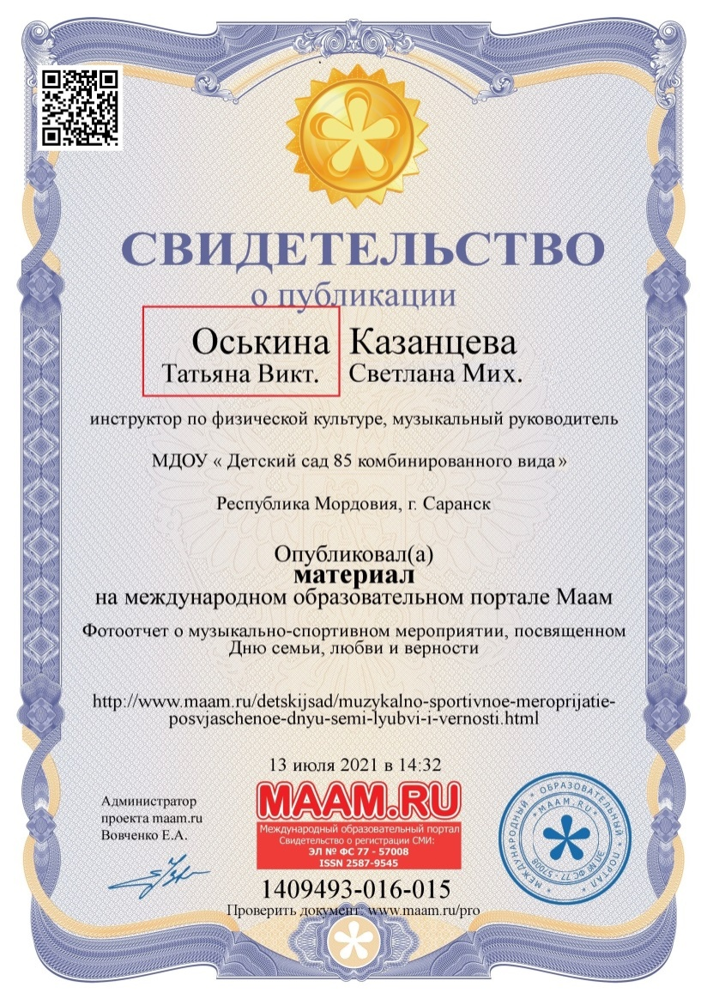 СВИДЕТЕЛЬСТВО
о публикации
Оськина Казанцева
Татьяна Викт. Светлана Мих.
инструктор по физической культуре, музыкальный руководитель
МДОУ « Детский сад 85 комбинированного вида»
Республика Мордовия, г. Саранск
Опубликовал(а)
материал
на международном образовательном портале Маам
Фотоотчет о музыкально-спортивном мероприятии, посвященном
Дню семьи, любви и верности
http://www.maam.ru/detskijsad/muzykalno-sportivnoe-meroprijatie-
posvjaschenoe-dnyu-semi-lyubvi-i-vernosti.html
13 июля 2021 в 14:32
Администратор
проекта maam.ru
Вовченко Е.А.
MAAM.RU
Международный образовательный портал
Свидетельство о регистрации СМИ:
ЭЛ № ФС 77 - 57008
ISSN 2587-9545
1409493-016-015
Проверить документ: www.maam.ru/pro
МЕЖДУНАРОДНЫЙ * ОБРАЗОВАТЕЛЬНЫЙ * ПОРТАЛ *
* MAAM.RU *
ЭЛ № ФС 77 - 57008